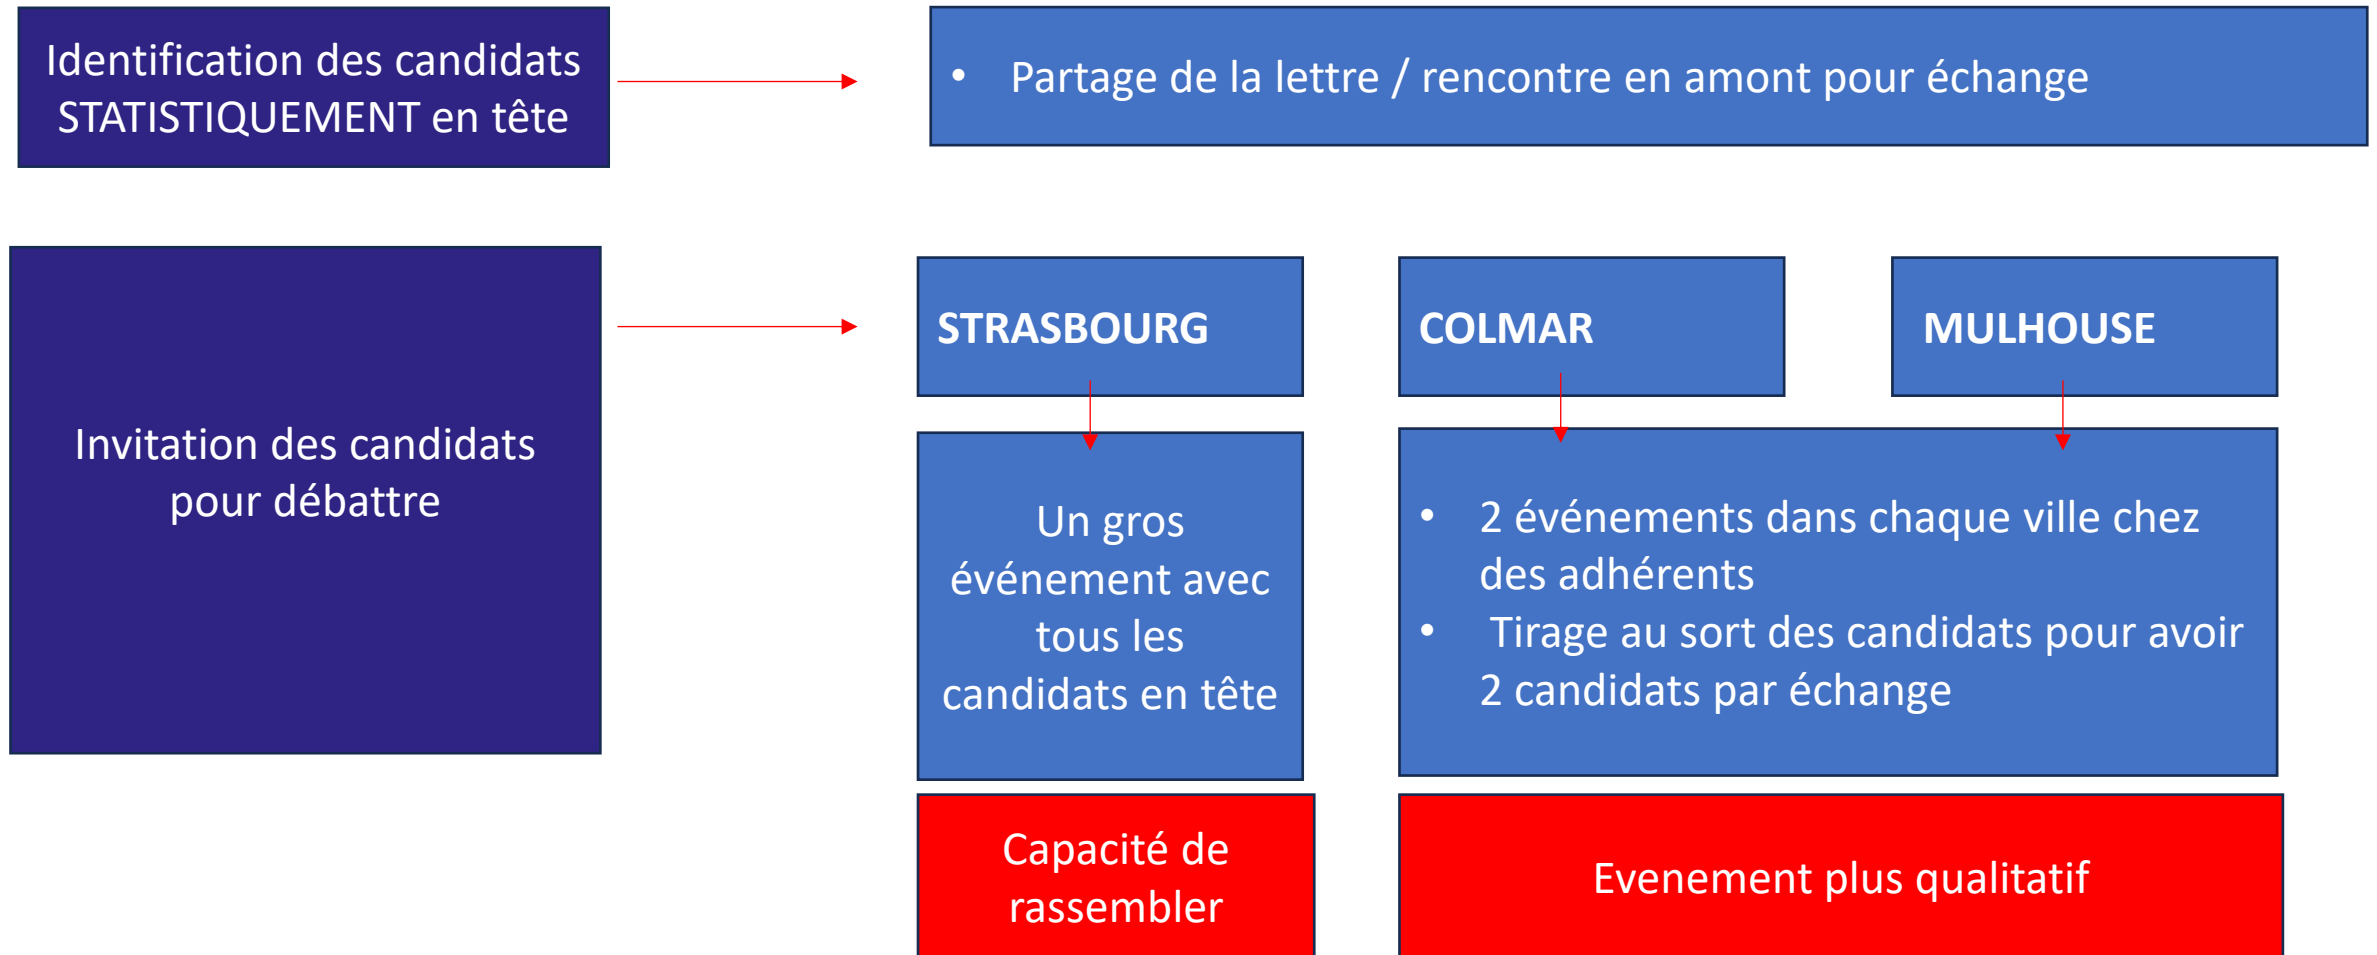 Identification des candidats
STATISTIQUEMENT en tête
• Partage de la lettre / rencontre en amont pour échange
Invitation des candidats
pour débattre
STRASBOURG
COLMAR
MULHOUSE
Un gros
événement avec
tous les
candidats en tête
• 2 événements dans chaque ville chez
des adhérents
• Tirage au sort des candidats pour avoir
2 candidats par échange
Capacité de
rassembler
Evenement plus qualitatif